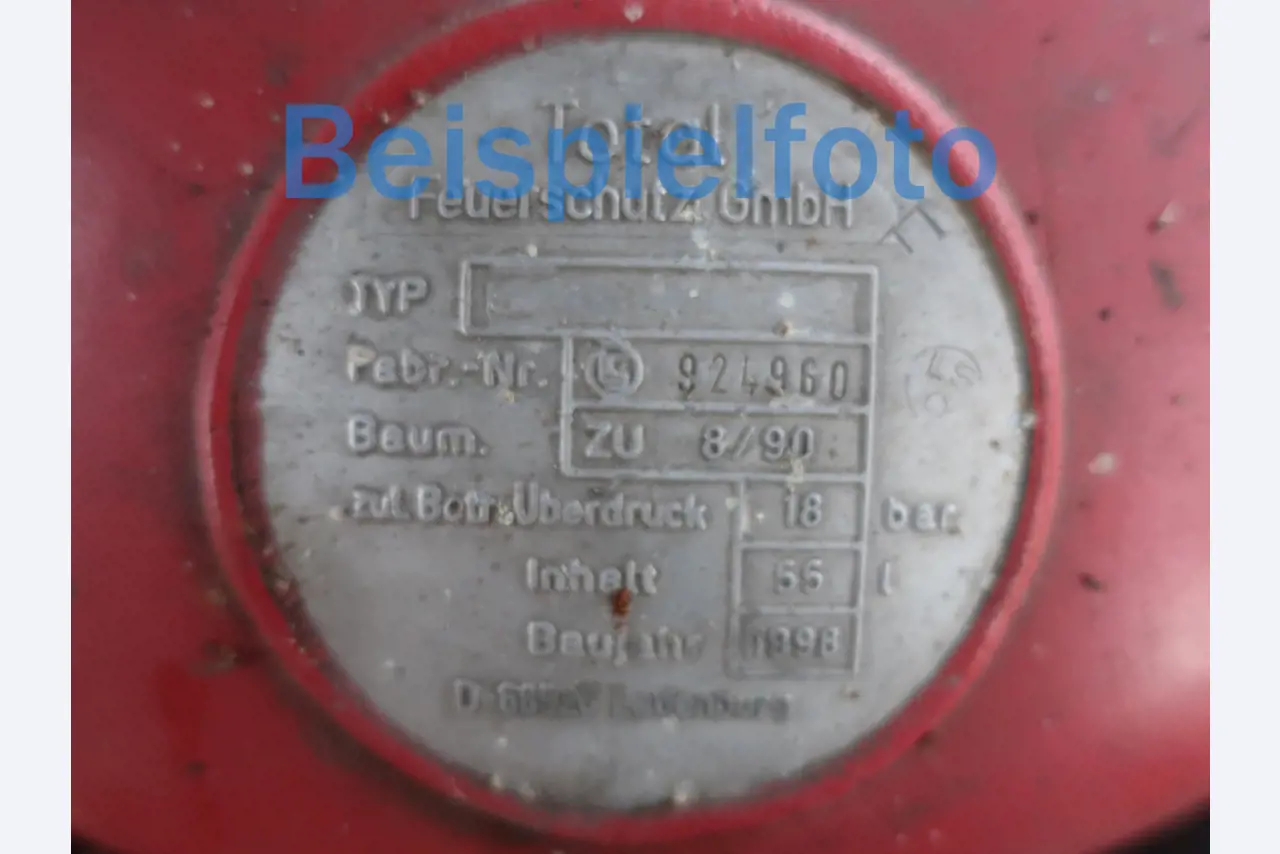 Beispielfoto
Total
Feuerschutz GmbH
TYP
Fabr.-Nr. 924960
Baum. ZU 8/90
zul. Betr. Überdruck 18 bar
Inhalt 55 l
Baujahr 1998